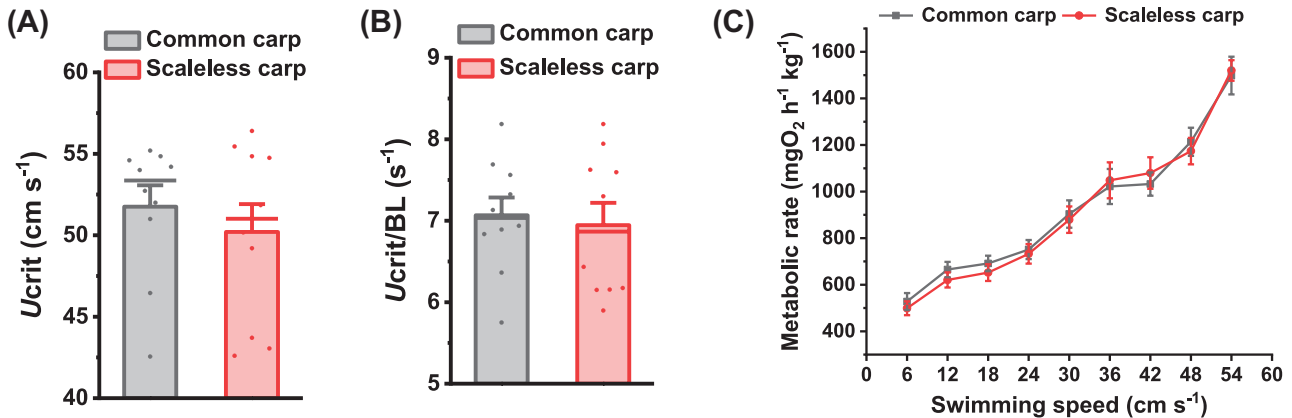 (A)
Common carp
Scaleless carp
60
55
50
45
40
Ucrit (cm s⁻¹)
(B)
Common carp
Scaleless carp
9
8
7
6
5
Ucrit/BL (s⁻¹)
(C)
Common carp
Scaleless carp
1600
1400
1200
1000
800
600
400
Metabolic rate (mgO₂ h⁻¹ kg⁻¹)
0 6 12 18 24 30 36 42 48 54 60
Swimming speed (cm s⁻¹)